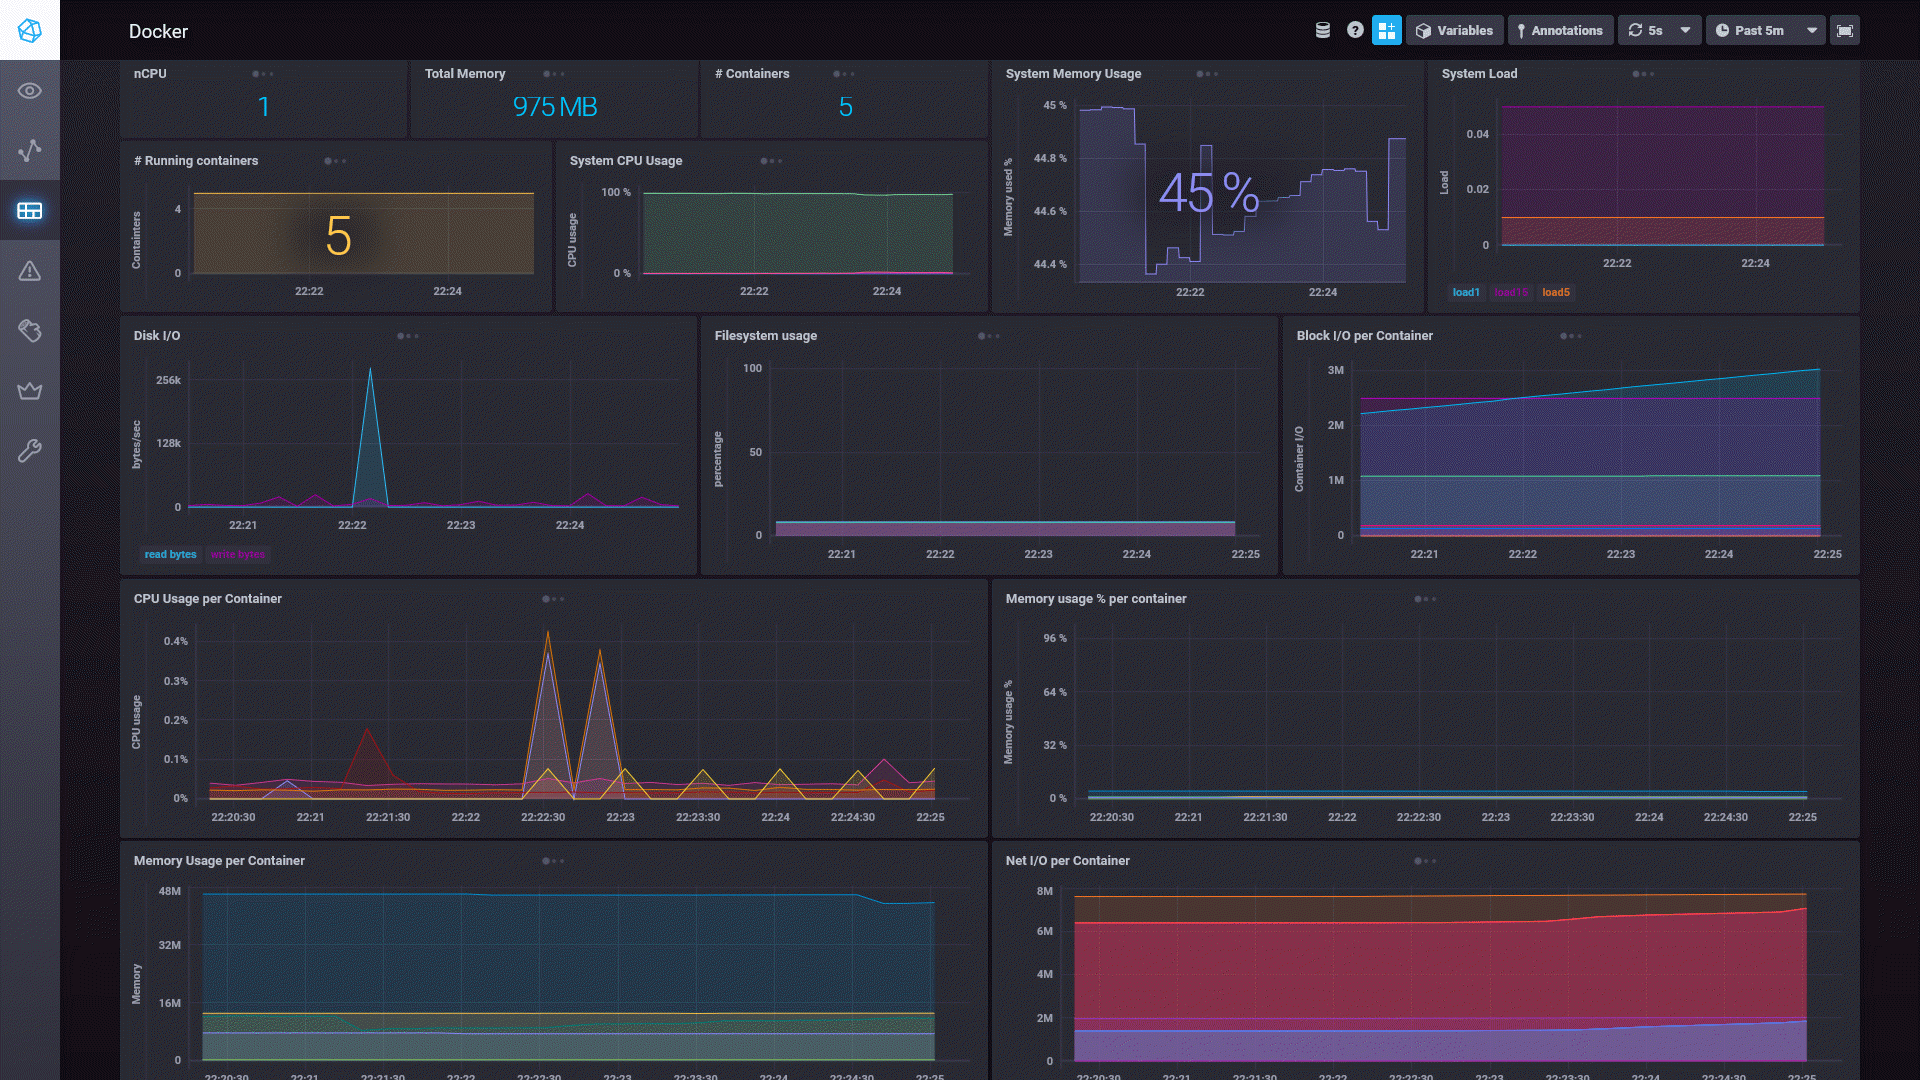 Docker
Variables
Annotations
5s
Past 5m
nCPU
1
Total Memory
975 MB
# Containers
5
System Memory Usage
45 %
44.8 %
44.6 %
44.4 %
Memory used %
45 %
22:22 22:24
System Load
0.04
0.02
0
Load
22:22 22:24
load1 load15 load5
# Running containers
4
0
Containters
5
22:22 22:24
System CPU Usage
100 %
0 %
CPU usage
22:22 22:24
Disk I/O
256k
128k
0
bytes/sec
22:21 22:22 22:23 22:24
read bytes write bytes
Filesystem usage
100
50
0
percentage
22:21 22:22 22:23 22:24 22:25
Block I/O per Container
3M
2M
1M
0
Container I/O
22:21 22:22 22:23 22:24 22:25
CPU Usage per Container
0.4%
0.3%
0.2%
0.1%
0%
CPU usage
22:20:30 22:21 22:21:30 22:22 22:22:30 22:23 22:23:30 22:24 22:24:30 22:25
Memory usage % per container
96 %
64 %
32 %
0 %
Memory usage %
22:20:30 22:21 22:21:30 22:22 22:22:30 22:23 22:23:30 22:24 22:24:30 22:25
Memory Usage per Container
48M
32M
16M
0
Memory
22:20:30 22:21 22:21:30 22:22 22:22:30 22:23 22:23:30 22:24 22:24:30 22:25
Net I/O per Container
8M
6M
4M
2M
0
22:20:30 22:21 22:21:30 22:22 22:22:30 22:23 22:23:30 22:24 22:24:30 22:25